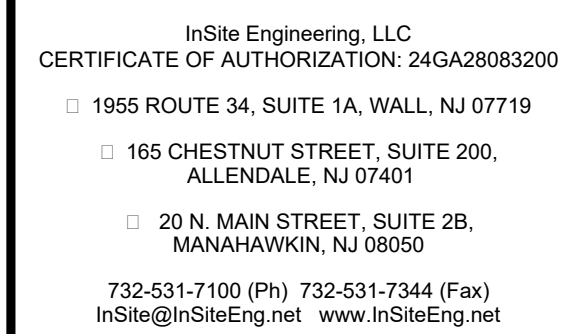 InSite Engineering, LLC
CERTIFICATE OF AUTHORIZATION: 24GA28083200
□ 1955 ROUTE 34, SUITE 1A, WALL, NJ 07719
□ 165 CHESTNUT STREET, SUITE 200,
ALLENDALE, NJ 07401
□ 20 N. MAIN STREET, SUITE 2B,
MANAHAWKIN, NJ 08050
732-531-7100 (Ph) 732-531-7344 (Fax)
InSite@InSiteEng.net www.InSiteEng.net